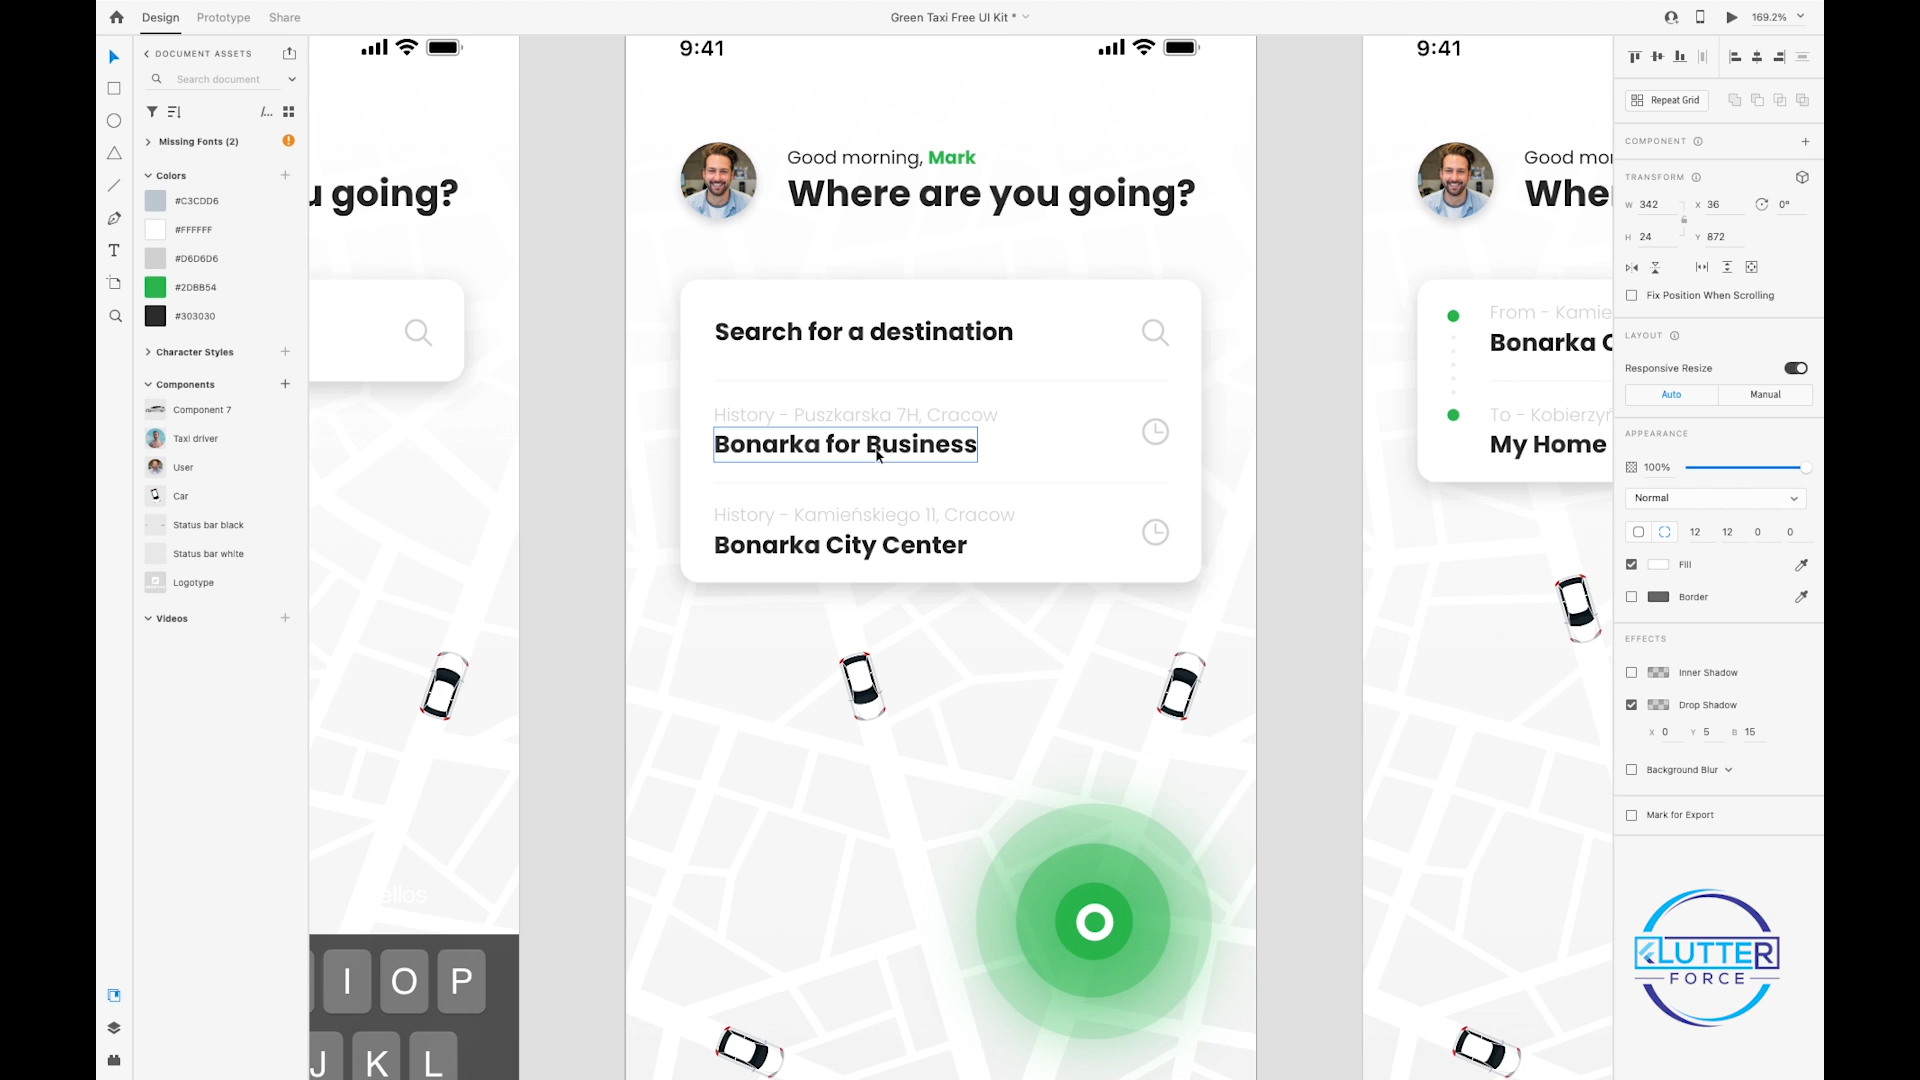 Design Prototype Share
Green Taxi Free UI Kit *
169.2%
DOCUMENT ASSETS
Search document
Missing Fonts (2)
Colors
#C3CDD6
#FFFFFF
#D6D6D6
#2DBB54
#303030
Character Styles
Components
Component 7
Taxi driver
User
Car
Status bar black
Status bar white
Logotype
Videos
u going?
ellos
I O P
J K L
9:41
Good morning, Mark
Where are you going?
Search for a destination
History - Puszkarska 7H, Cracow
Bonarka for Business
History - Kamieńskiego 11, Cracow
Bonarka City Center
9:41
Good mor
Whe
From - Kamie
Bonarka C
To - Kobierzyń
My Home
Repeat Grid
COMPONENT
TRANSFORM
W 342 X 36 0°
H 24 Y 872
Fix Position When Scrolling
LAYOUT
Responsive Resize
Auto Manual
APPEARANCE
100%
Normal
12 12 0 0
Fill
Border
EFFECTS
Inner Shadow
Drop Shadow
X 0 Y 5 B 15
Background Blur
Mark for Export
FLUTTER
FORCE